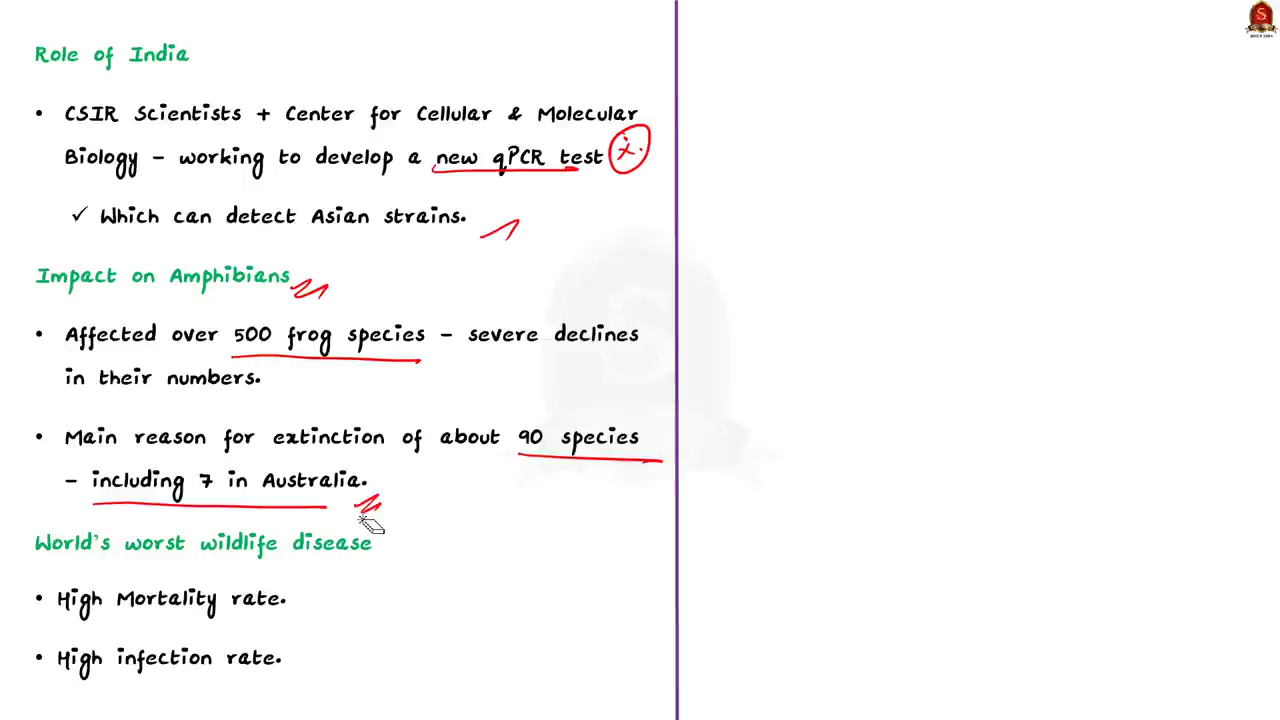 Role of India
• CSIR Scientists + Center for Cellular & Molecular
Biology - working to develop a new qPCR test
✓ Which can detect Asian strains.
Impact on Amphibians
• Affected over 500 frog species - severe declines
in their numbers.
• Main reason for extinction of about 90 species
- including 7 in Australia.
World's worst wildlife disease
• High Mortality rate.
• High infection rate.